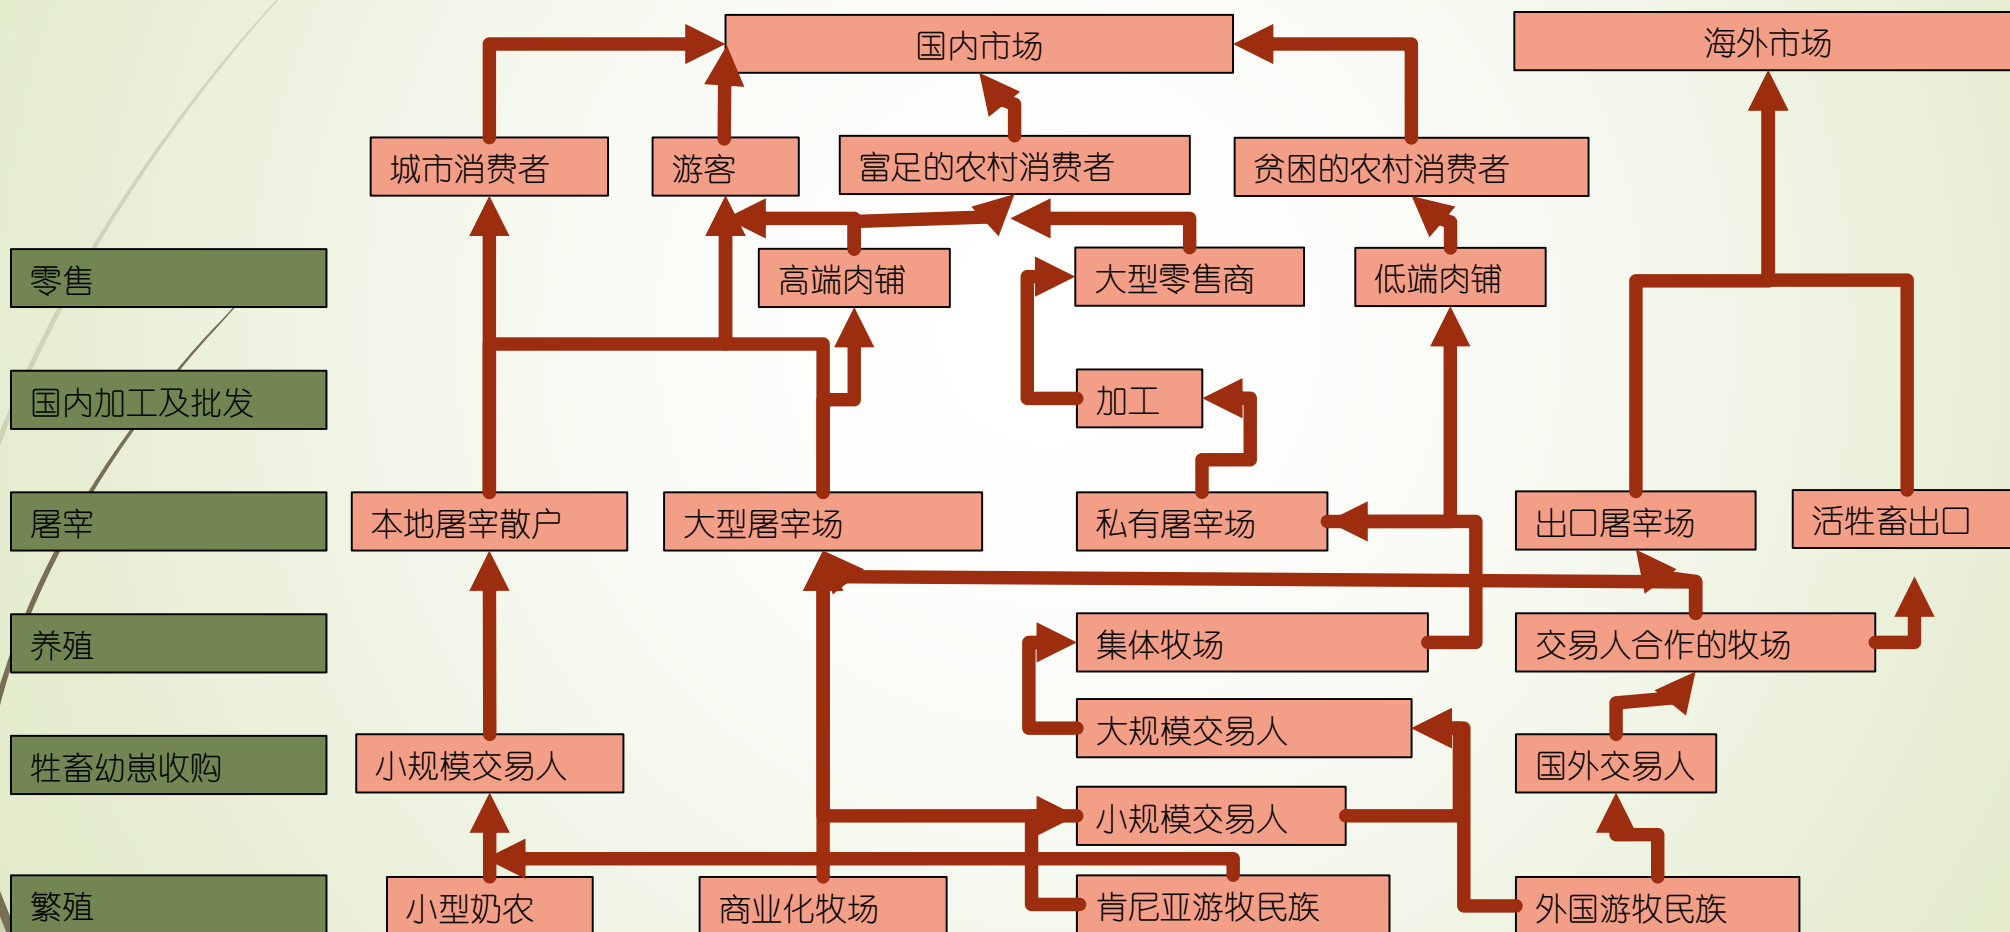 国内市场
海外市场
城市消费者
游客
富足的农村消费者
贫困的农村消费者
零售
高端肉铺
大型零售商
低端肉铺
国内加工及批发
加工
屠宰
本地屠宰散户
大型屠宰场
私有屠宰场
出口屠宰场
活牲畜出口
养殖
集体牧场
交易人合作的牧场
大规模交易人
牲畜幼崽收购
小规模交易人
国外交易人
小规模交易人
繁殖
小型奶农
商业化牧场
肯尼亚游牧民族
外国游牧民族